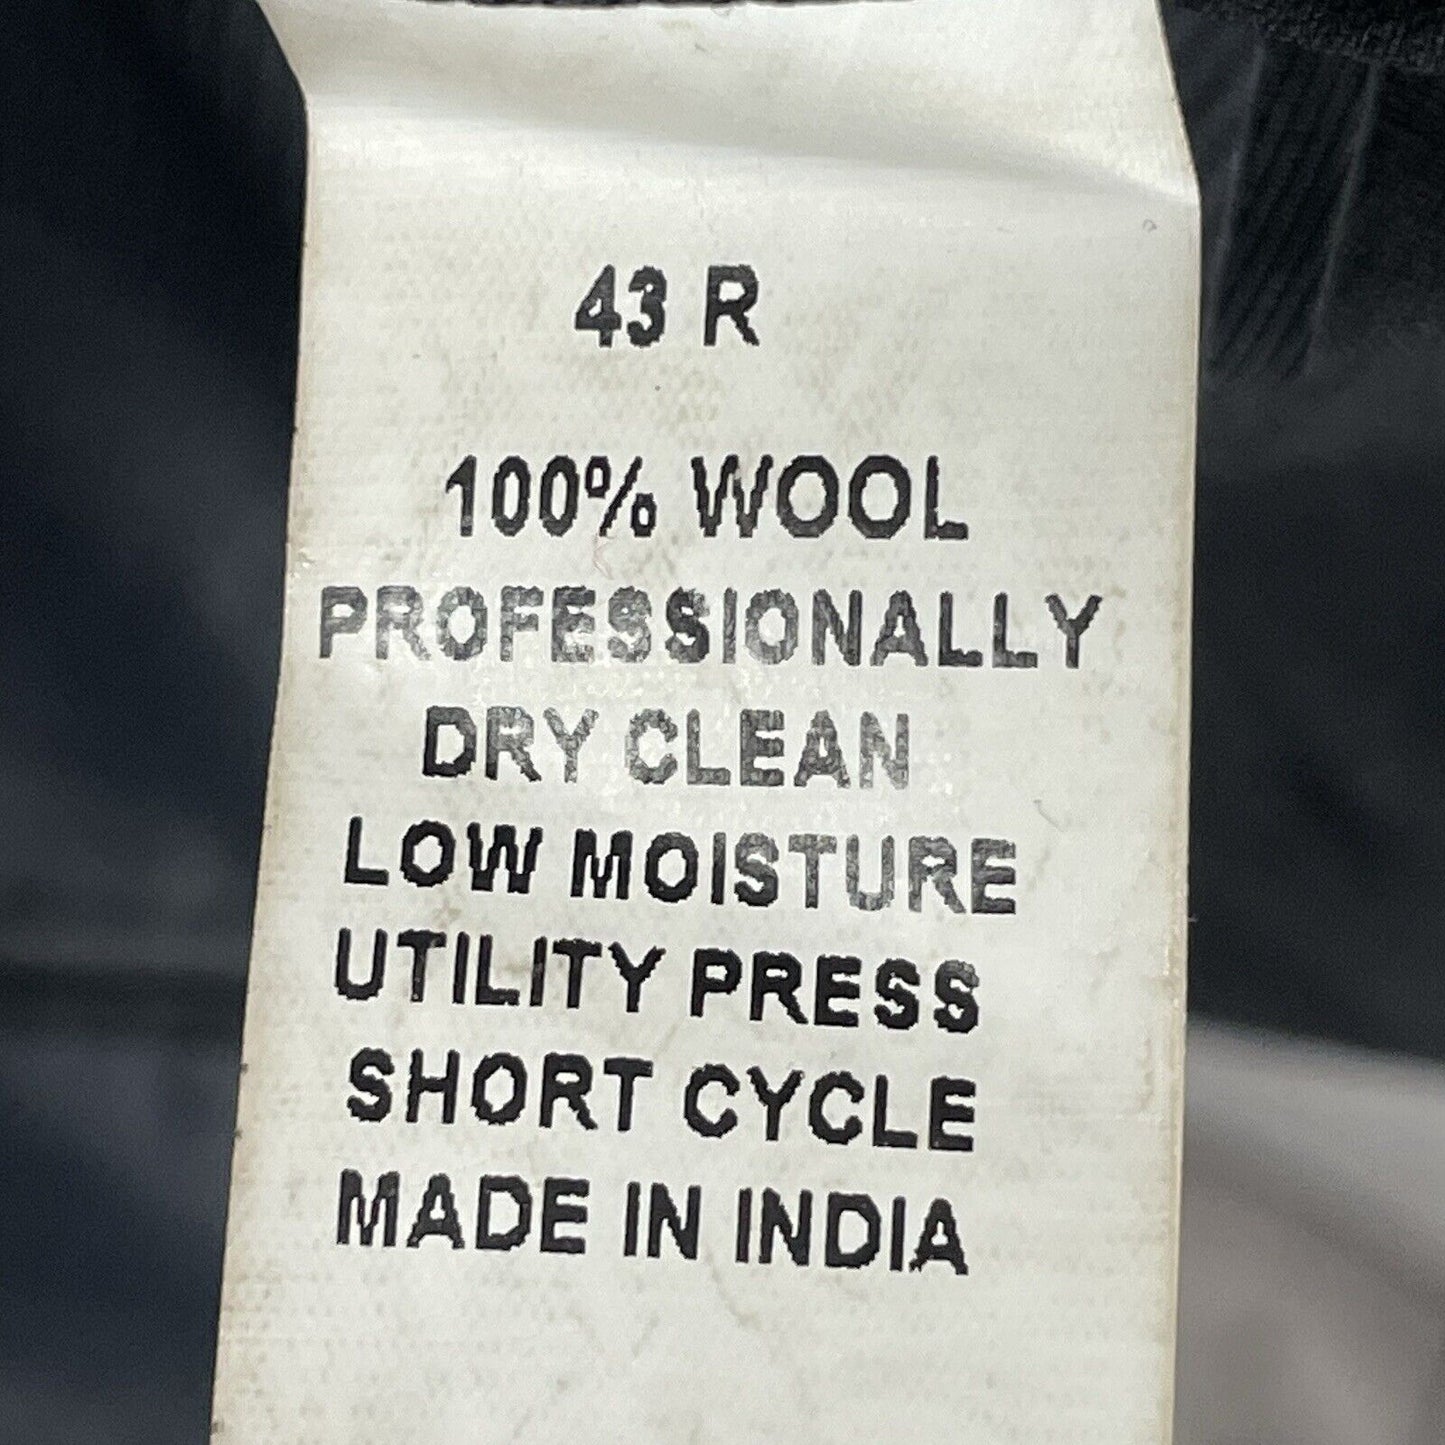 43 R
100% WOOL
PROFESSIONALLY
DRY CLEAN
LOW MOISTURE
UTILITY PRESS
SHORT CYCLE
MADE IN INDIA